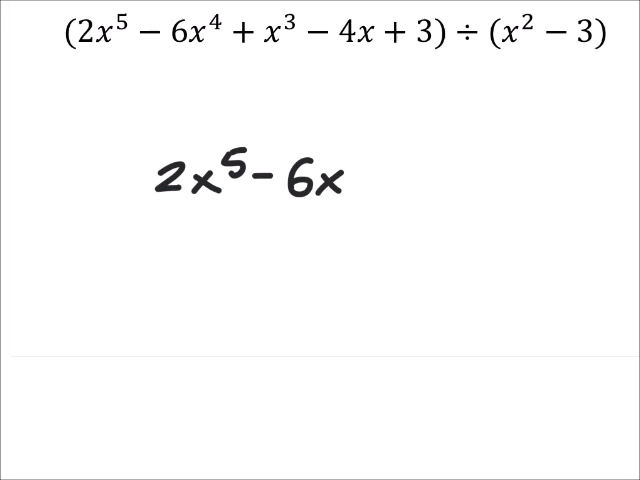 (2x⁵ − 6x⁴ + x³ − 4x + 3) ÷ (x² − 3)
2x⁵ - 6x